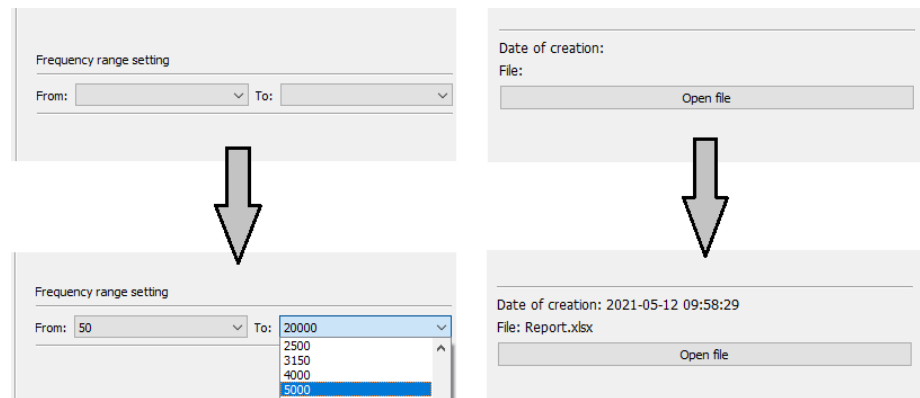 Frequency range setting
From: To:
Date of creation:
File:
Open file
Frequency range setting
From: 50 To: 20000
2500
3150
4000
5000
Date of creation: 2021-05-12 09:58:29
File: Report.xlsx
Open file